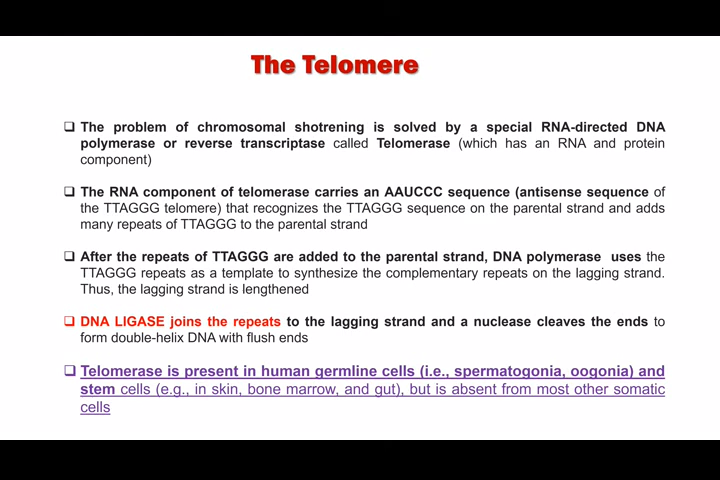 The Telomere
❑ The problem of chromosomal shotrening is solved by a special RNA-directed DNA
polymerase or reverse transcriptase called Telomerase (which has an RNA and protein
component)
❑ The RNA component of telomerase carries an AAUCCC sequence (antisense sequence of
the TTAGGG telomere) that recognizes the TTAGGG sequence on the parental strand and adds
many repeats of TTAGGG to the parental strand
❑ After the repeats of TTAGGG are added to the parental strand, DNA polymerase uses the
TTAGGG repeats as a template to synthesize the complementary repeats on the lagging strand.
Thus, the lagging strand is lengthened
❑ DNA LIGASE joins the repeats to the lagging strand and a nuclease cleaves the ends to
form double-helix DNA with flush ends
❑ Telomerase is present in human germline cells (i.e., spermatogonia, oogonia) and
stem cells (e.g., in skin, bone marrow, and gut), but is absent from most other somatic
cells